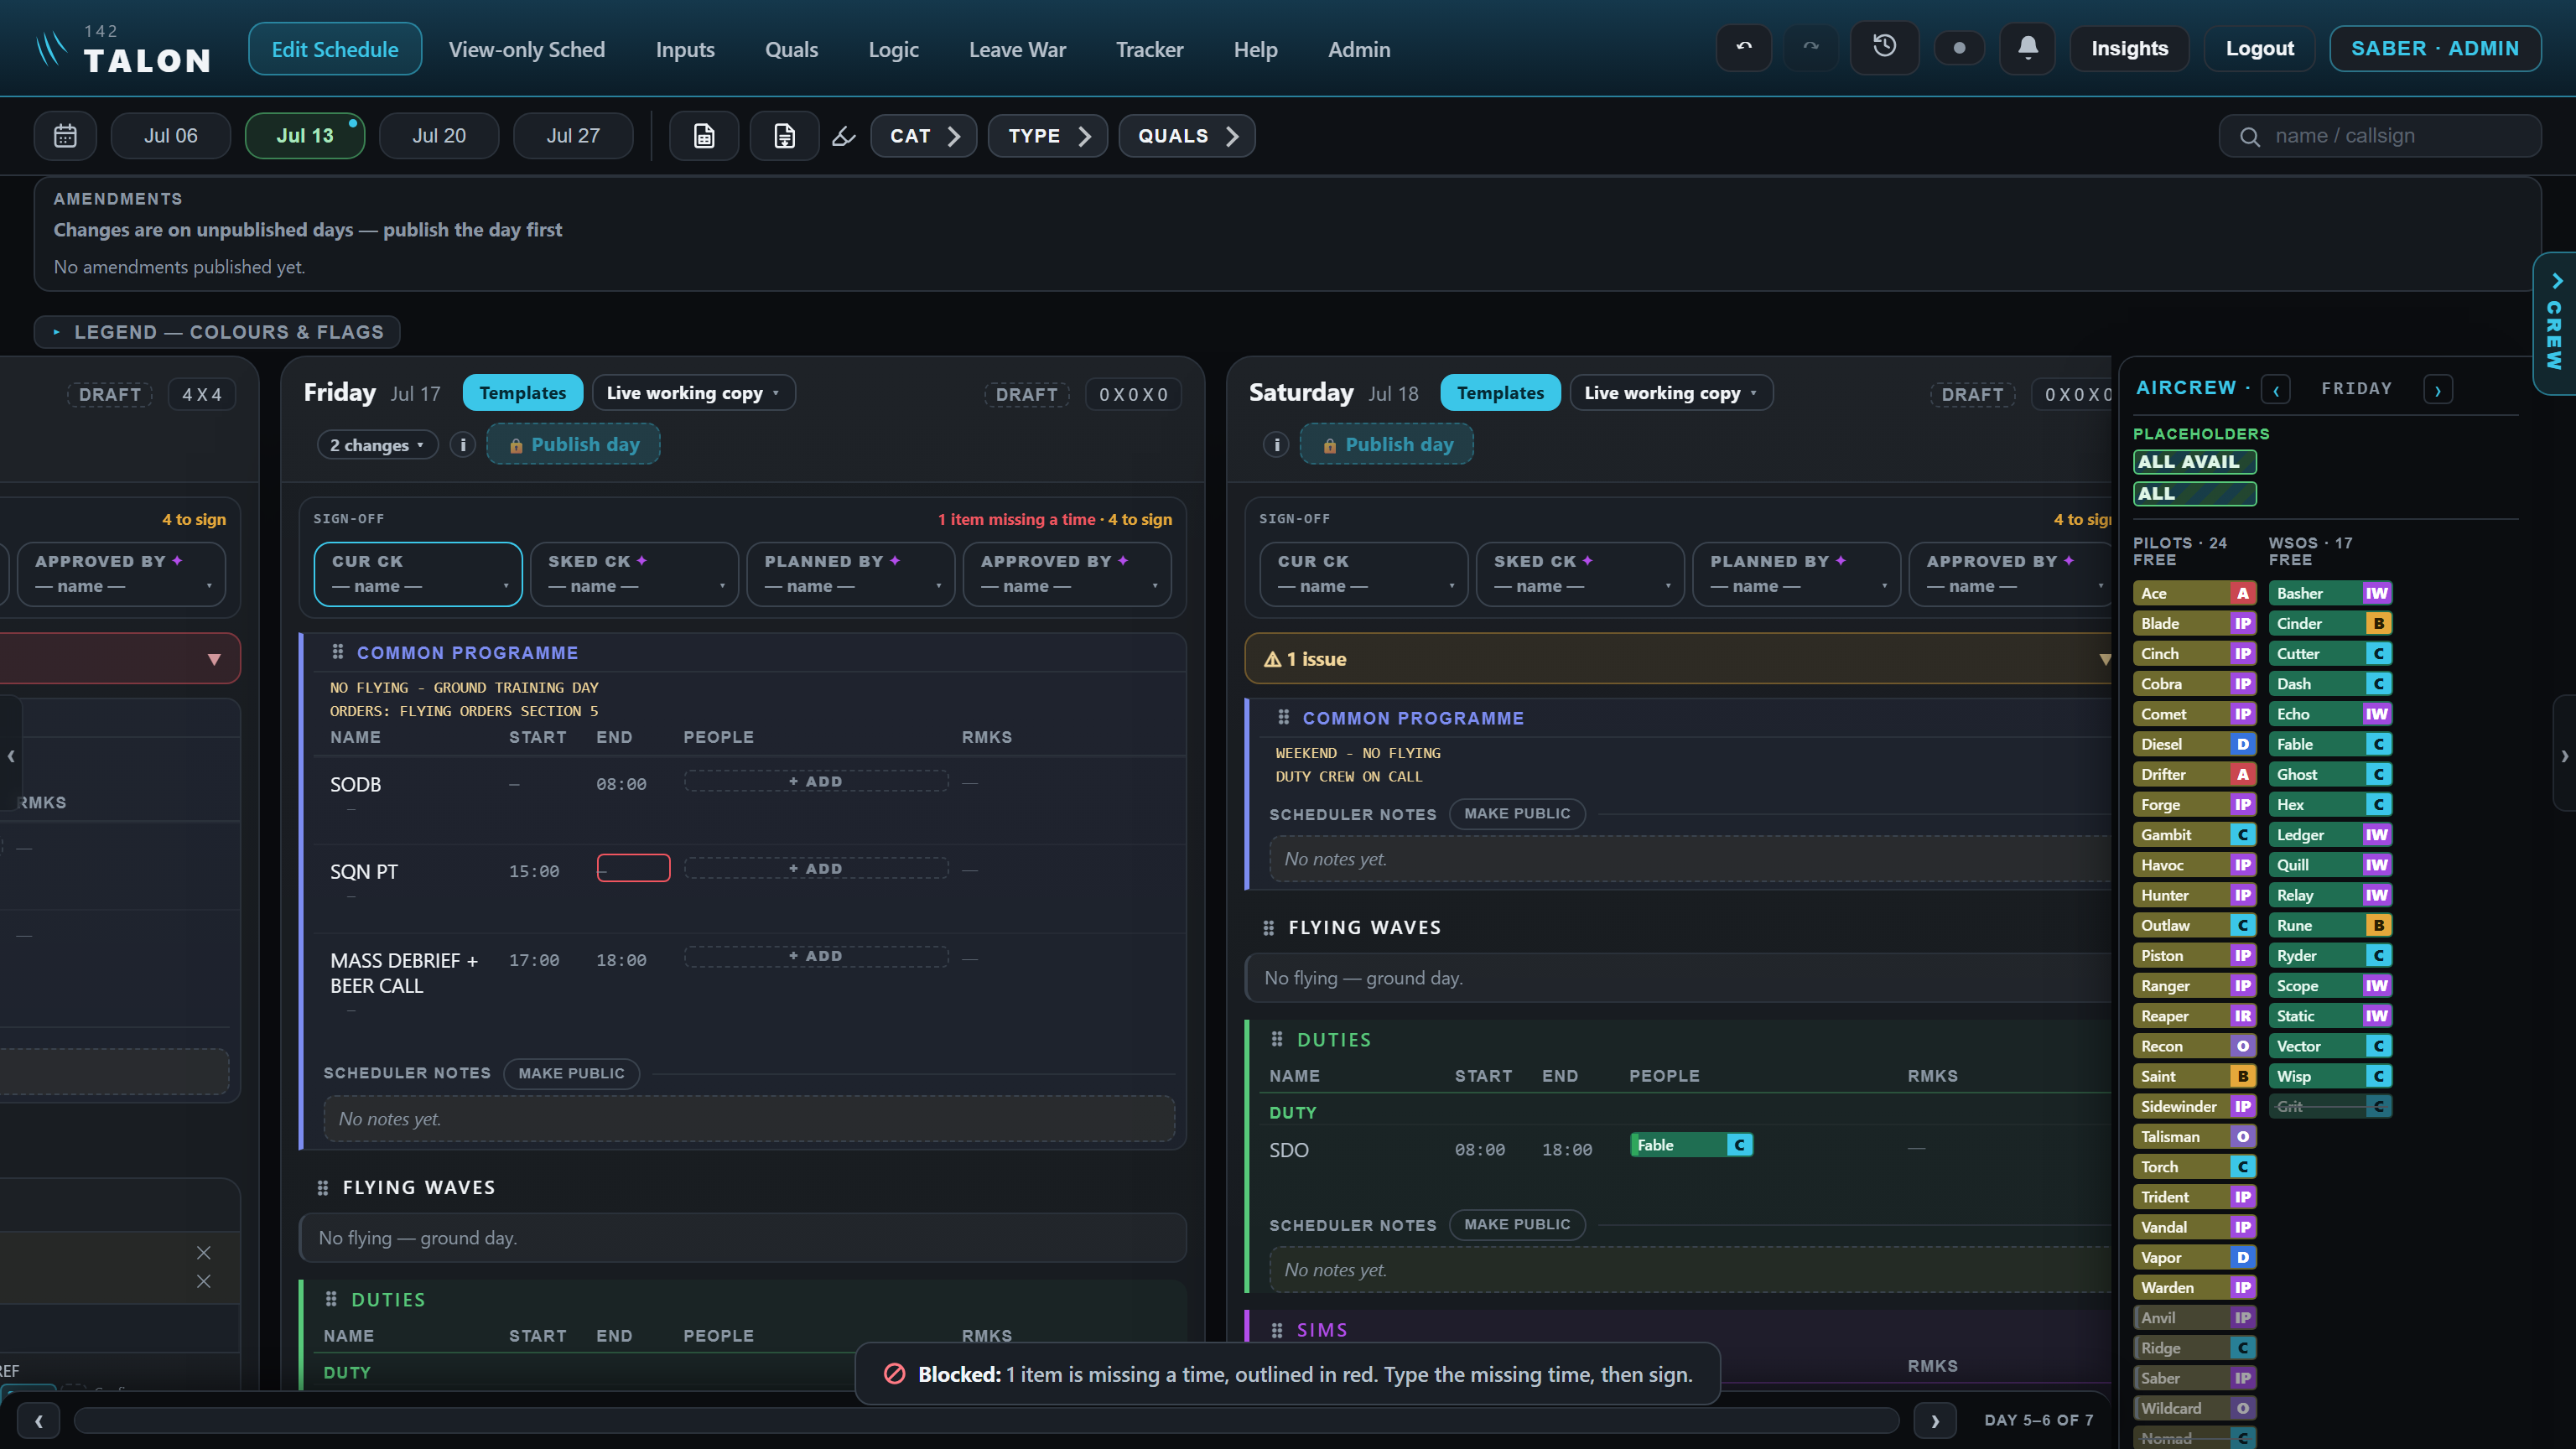 142
TALON
Edit Schedule
View-only Sched
Inputs
Quals
Logic
Leave War
Tracker
Help
Admin
Insights
Logout
SABER · ADMIN
Jul 06
Jul 13
Jul 20
Jul 27
CAT
TYPE
QUALS
name / callsign
AMENDMENTS
Changes are on unpublished days — publish the day first
No amendments published yet.
CREW
LEGEND — COLOURS & FLAGS
DRAFT
4 X 4
4 to sign
APPROVED BY
— name —
RMKS
—
—
Friday Jul 17
Templates
Live working copy
DRAFT
0 X 0 X 0
2 changes
i
Publish day
SIGN-OFF
1 item missing a time · 4 to sign
CUR CK
— name —
SKED CK
— name —
PLANNED BY
— name —
APPROVED BY
— name —
COMMON PROGRAMME
NO FLYING - GROUND TRAINING DAY
ORDERS: FLYING ORDERS SECTION 5
NAME START END PEOPLE RMKS
SODB — 08:00 + ADD —
—
SQN PT 15:00 — + ADD —
—
MASS DEBRIEF + 17:00 18:00 + ADD —
BEER CALL
—
SCHEDULER NOTES MAKE PUBLIC
No notes yet.
FLYING WAVES
No flying — ground day.
DUTIES
NAME START END PEOPLE RMKS
DUTY
Saturday Jul 18
Templates
Live working copy
DRAFT
0 X 0 X 0
i
Publish day
SIGN-OFF
4 to sign
CUR CK
— name —
SKED CK
— name —
PLANNED BY
— name —
APPROVED BY
— name —
1 issue
COMMON PROGRAMME
WEEKEND - NO FLYING
DUTY CREW ON CALL
SCHEDULER NOTES MAKE PUBLIC
No notes yet.
FLYING WAVES
No flying — ground day.
DUTIES
NAME START END PEOPLE RMKS
DUTY
SDO 08:00 18:00 Fable C —
SCHEDULER NOTES MAKE PUBLIC
No notes yet.
SIMS
RMKS
AIRCREW ·
FRIDAY
PLACEHOLDERS
ALL AVAIL
ALL
PILOTS · 24
FREE
Ace A
Blade IP
Cinch IP
Cobra IP
Comet IP
Diesel D
Drifter A
Forge IP
Gambit C
Havoc IP
Hunter IP
Outlaw C
Piston IP
Ranger IP
Reaper IR
Recon O
Saint B
Sidewinder IP
Talisman O
Torch C
Trident IP
Vandal IP
Vapor D
Warden IP
Anvil IP
Ridge C
Saber IP
Wildcard O
Nomad C
WSOS · 17
FREE
Basher IW
Cinder B
Cutter C
Dash C
Echo IW
Fable C
Ghost C
Hex C
Ledger IW
Quill IW
Relay IW
Rune B
Ryder C
Scope IW
Static IW
Vector C
Wisp C
Grit C
Blocked: 1 item is missing a time, outlined in red. Type the missing time, then sign.
DAY 5–6 OF 7